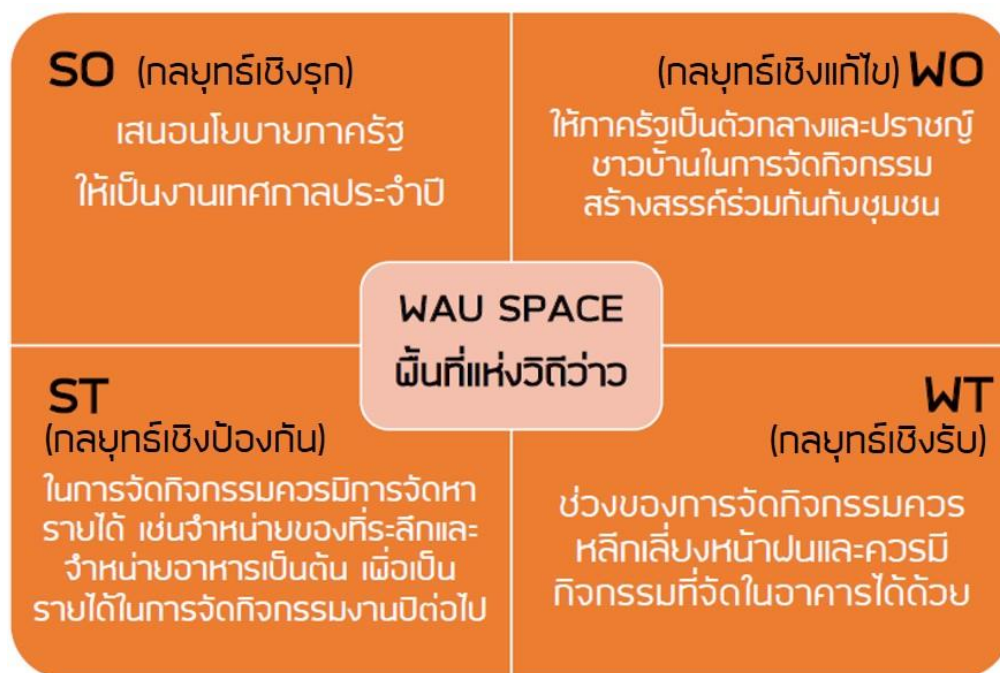 SO (กลยุทธ์เชิงรุก)
เสนอนโยบายภาครัฐ
ให้เป็นงานเทศกาลประจำปี
(กลยุทธ์เชิงแก้ไข) WO
ให้ภาครัฐเป็นตัวกลางและปราชญ์
ชาวบ้านในการจัดกิจกรรม
สร้างสรรค์ร่วมกันกับชุมชน
WAU SPACE
พื้นที่แห่งวิถีว่าว
ST
(กลยุทธ์เชิงป้องกัน)
ในการจัดกิจกรรมควรมีการจัดหา
รายได้ เช่นจำหน่ายของที่ระลึกและ
จำหน่ายอาหารเป็นต้น เพื่อเป็น
รายได้ในการจัดกิจกรรมงานปีต่อไป
WT
(กลยุทธ์เชิงรับ)
ช่วงของการจัดกิจกรรมควร
หลีกเลี่ยงหน้าฝนและควรมี
กิจกรรมที่จัดในอาคารได้ด้วย